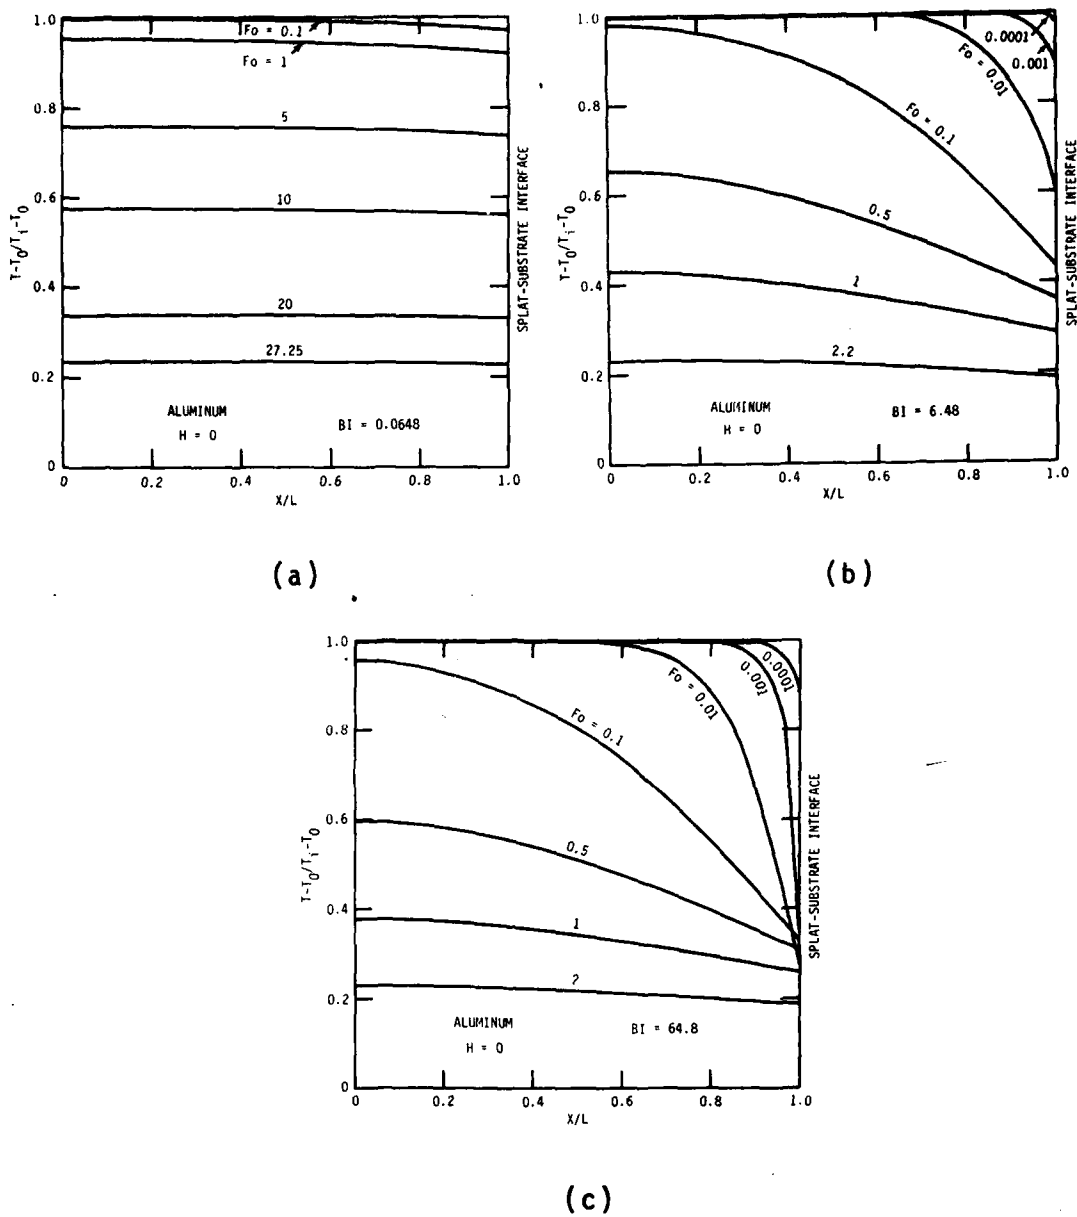 1.0
0.8
0.6
0.4
0.2
0
T-T0/Ti-T0
Fo = 0.1
Fo = 1
5
10
20
27.25
ALUMINUM
H = 0
BI = 0.0648
0 0.2 0.4 0.6 0.8 1.0
X/L
SPLAT-SUBSTRATE INTERFACE
(a)
1.0
0.8
0.6
0.4
0.2
0
T-T0/Ti-T0
0.0001
0.001
Fo = 0.01
Fo = 0.1
0.5
1
2.2
ALUMINUM
H = 0
BI = 6.48
0 0.2 0.4 0.6 0.8 1.0
X/L
SPLAT-SUBSTRATE INTERFACE
(b)
1.0
0.8
0.6
0.4
0.2
0
T-T0/Ti-T0
0.0001
0.001
Fo = 0.01
Fo = 0.1
0.5
1
2
ALUMINUM
H = 0
BI = 64.8
0 0.2 0.4 0.6 0.8 1.0
X/L
SPLAT-SUBSTRATE INTERFACE
(c)